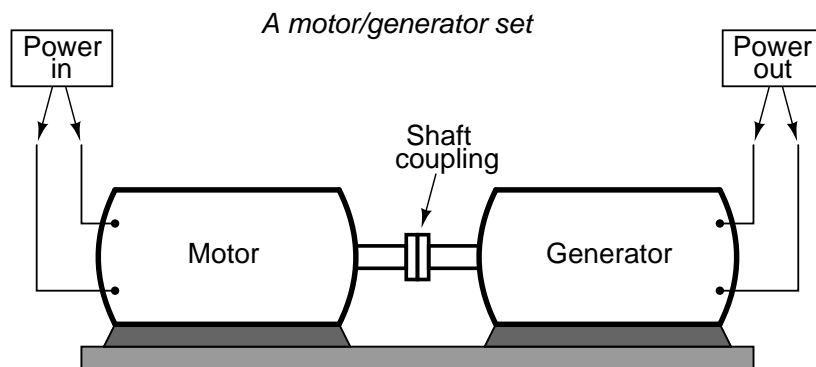 A motor/generator set
Power
in
Power
out
Shaft
coupling
Motor
Generator